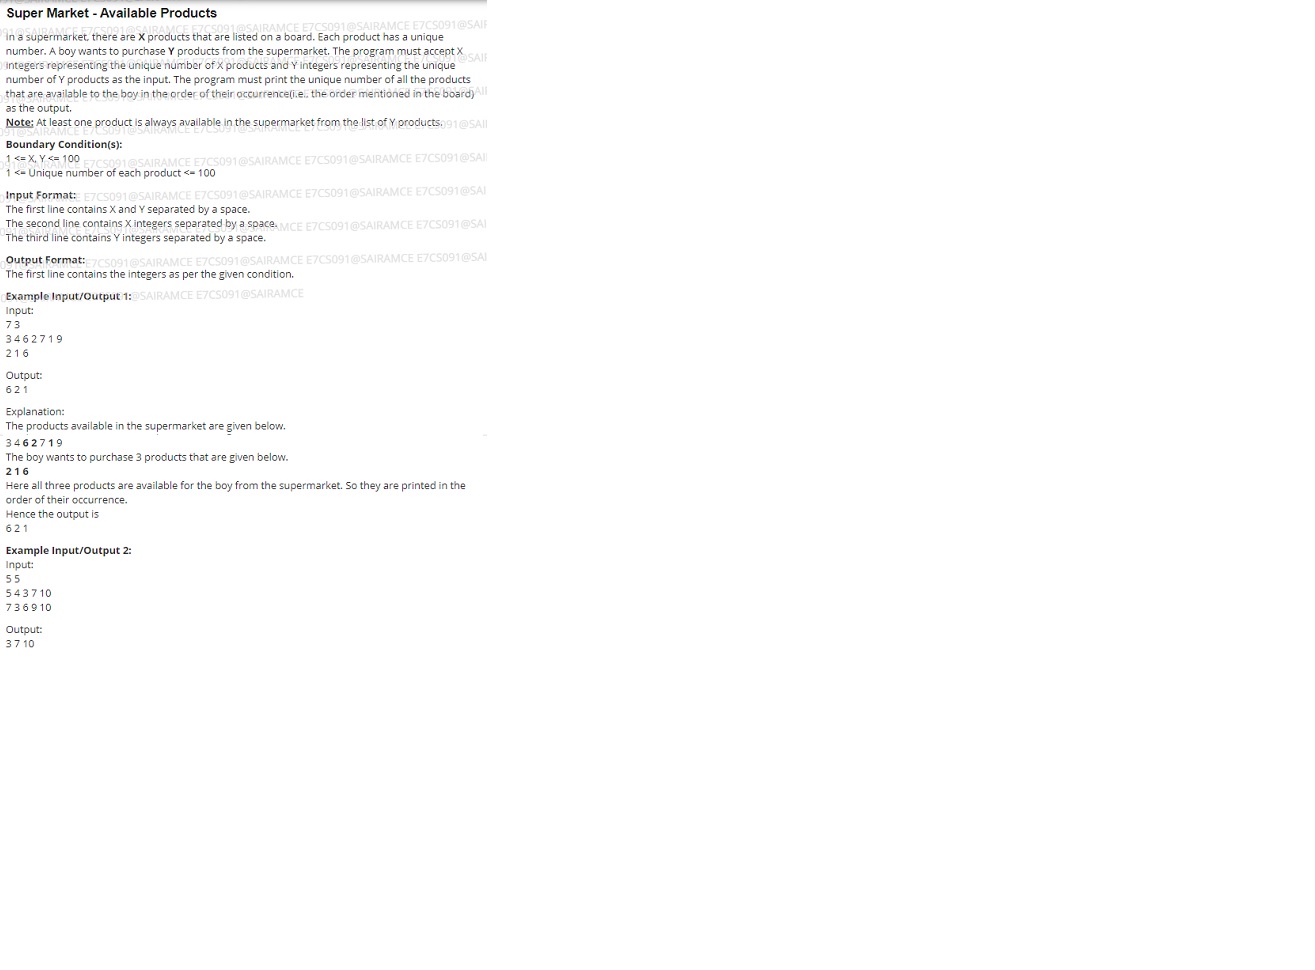 Super Market - Available Products
In a supermarket, there are X products that are listed on a board. Each product has a unique
number. A boy wants to purchase Y products from the supermarket. The program must accept X
integers representing the unique number of X products and Y integers representing the unique
number of Y products as the input. The program must print the unique number of all the products
that are available to the boy in the order of their occurrence(i.e.. the order mentioned in the board)
as the output.
Note: At least one product is always available in the supermarket from the list of Y products.
Boundary Condition(s):
1 <= X, Y <= 100
1 <= Unique number of each product <= 100
Input Format:
The first line contains X and Y separated by a space.
The second line contains X integers separated by a space.
The third line contains Y integers separated by a space.
Output Format:
The first line contains the integers as per the given condition.
Example Input/Output 1:
Input:
7 3
3 4 6 2 7 1 9
2 1 6
Output:
6 2 1
Explanation:
The products available in the supermarket are given below.
3 4 6 2 7 1 9
The boy wants to purchase 3 products that are given below.
2 1 6
Here all three products are available for the boy from the supermarket. So they are printed in the
order of their occurrence.
Hence the output is
6 2 1
Example Input/Output 2:
Input:
5 5
5 4 3 7 10
7 3 6 9 10
Output:
3 7 10